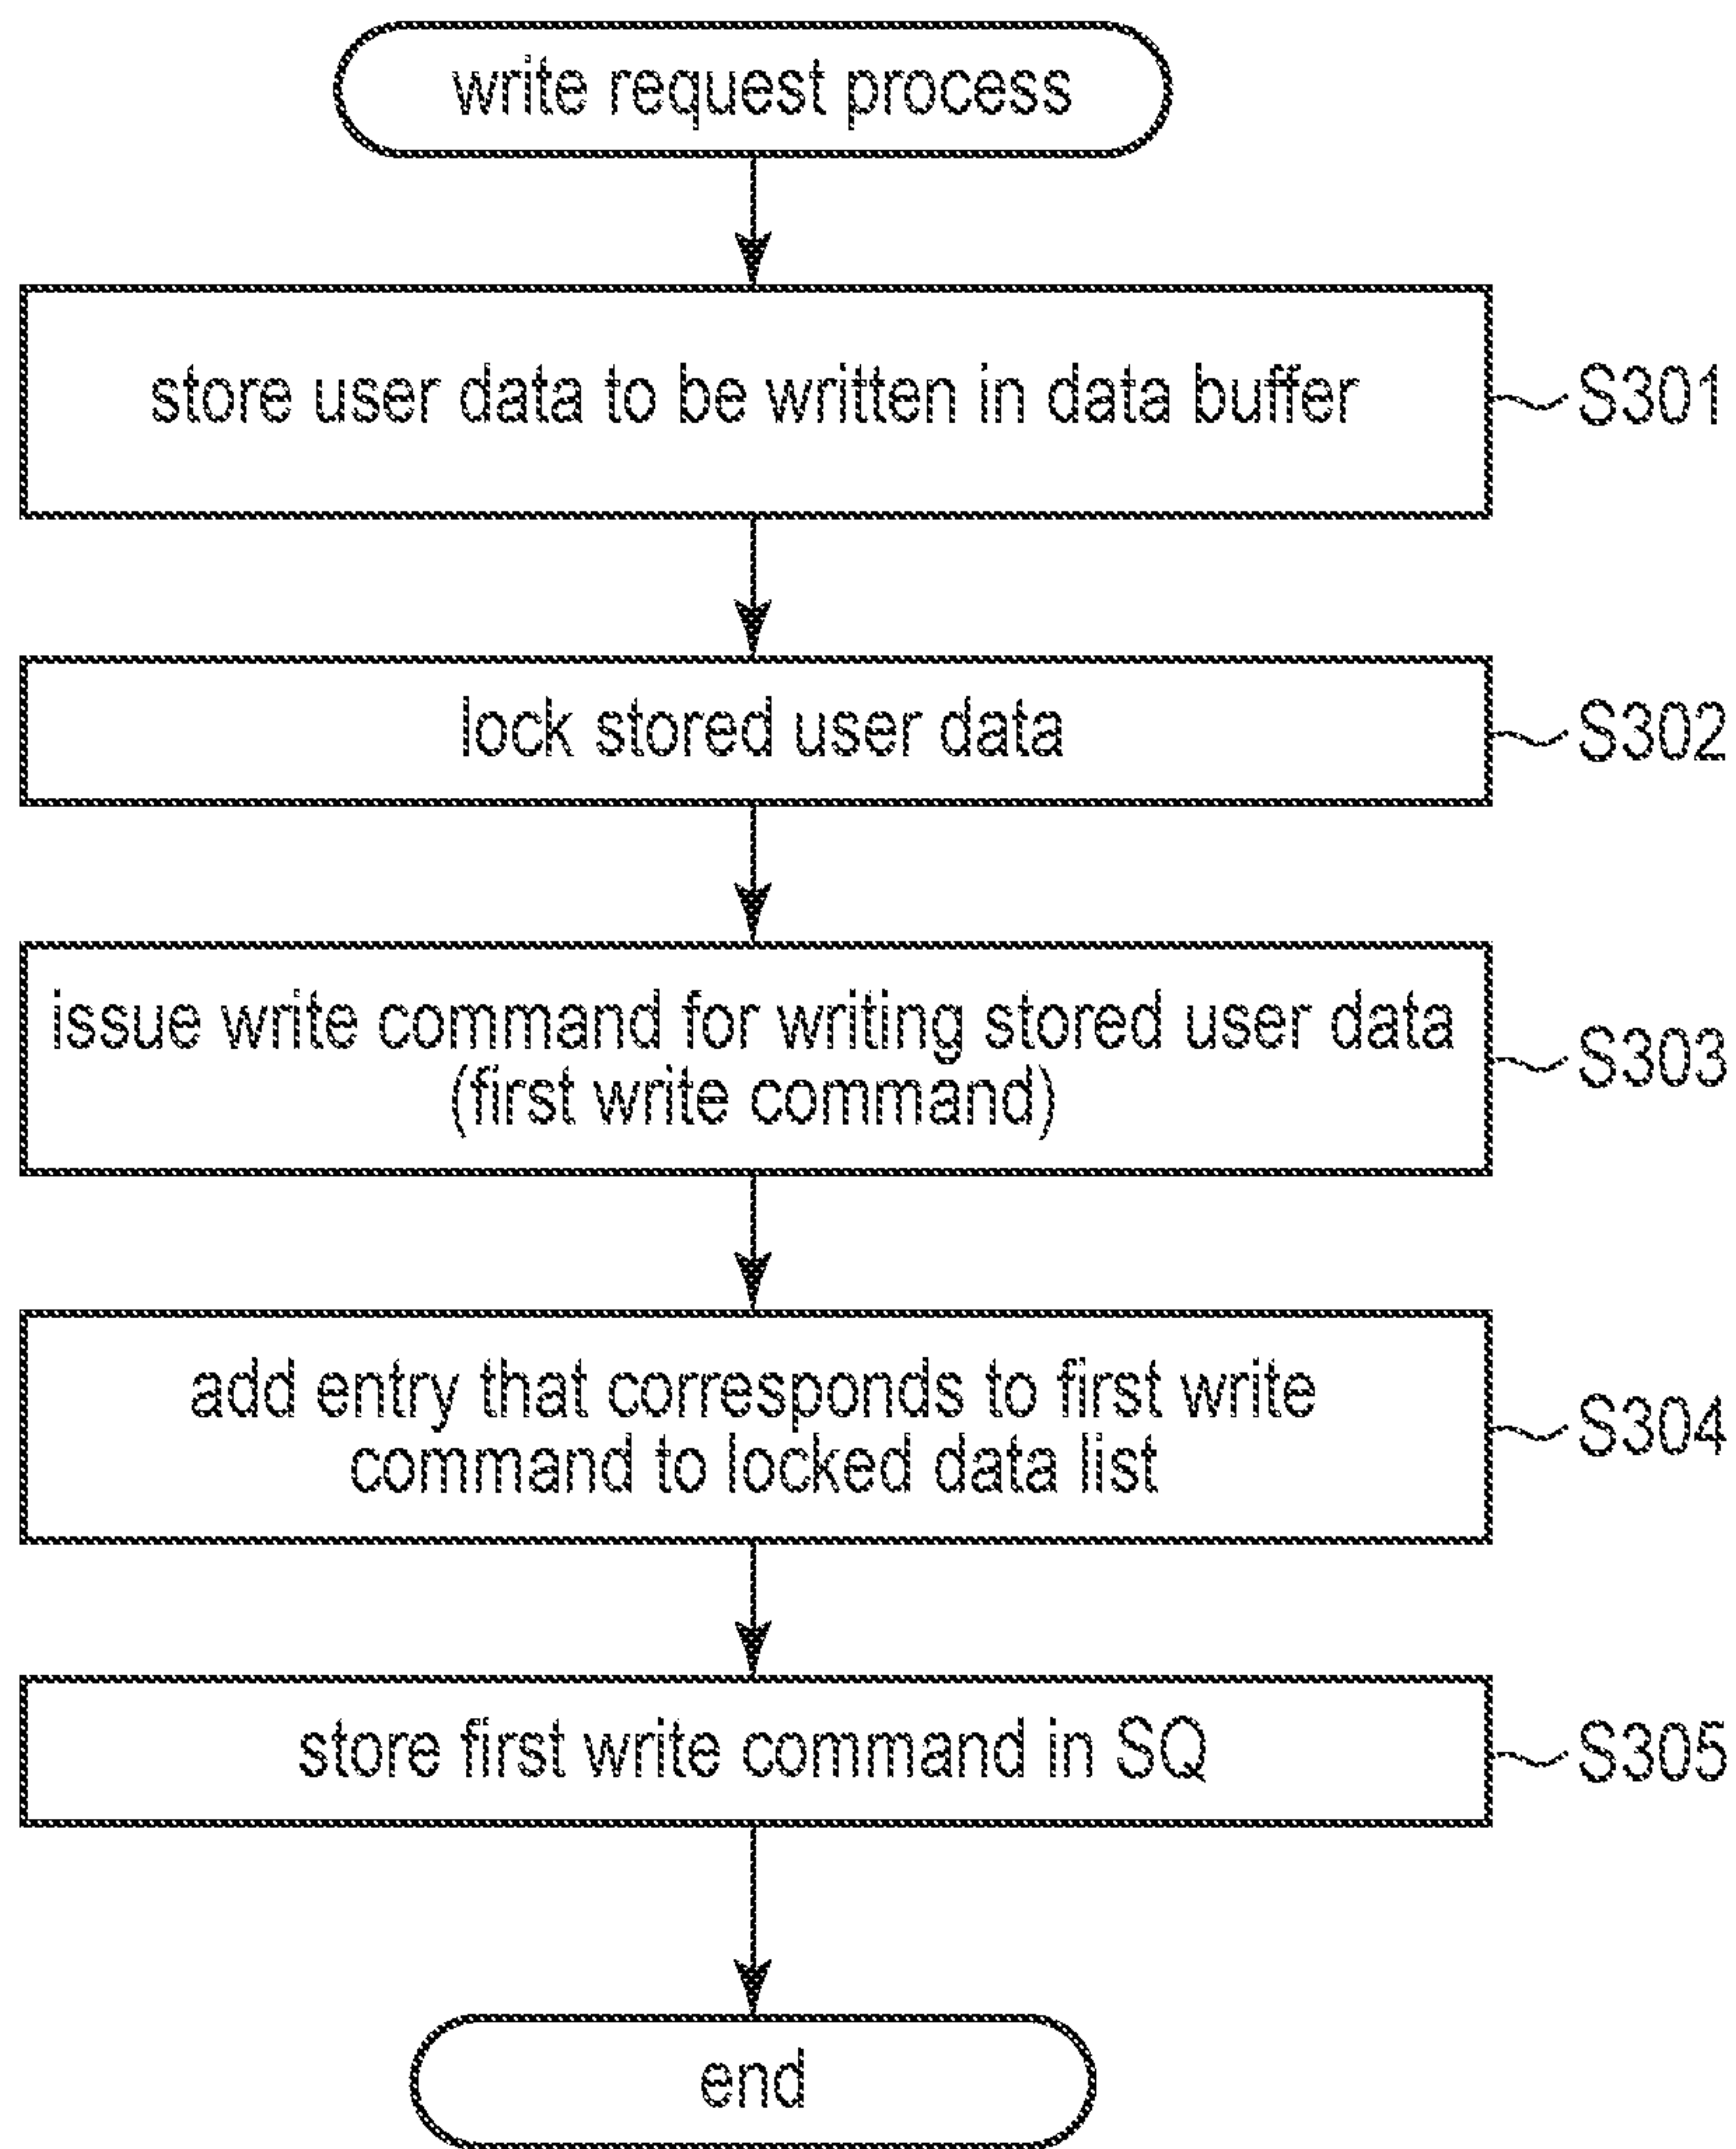 write request process
store user data to be written in data buffer
S301
lock stored user data
S302
issue write command for writing stored user data
(first write command)
S303
add entry that corresponds to first write
command to locked data list
S304
store first write command in SQ
S305
end